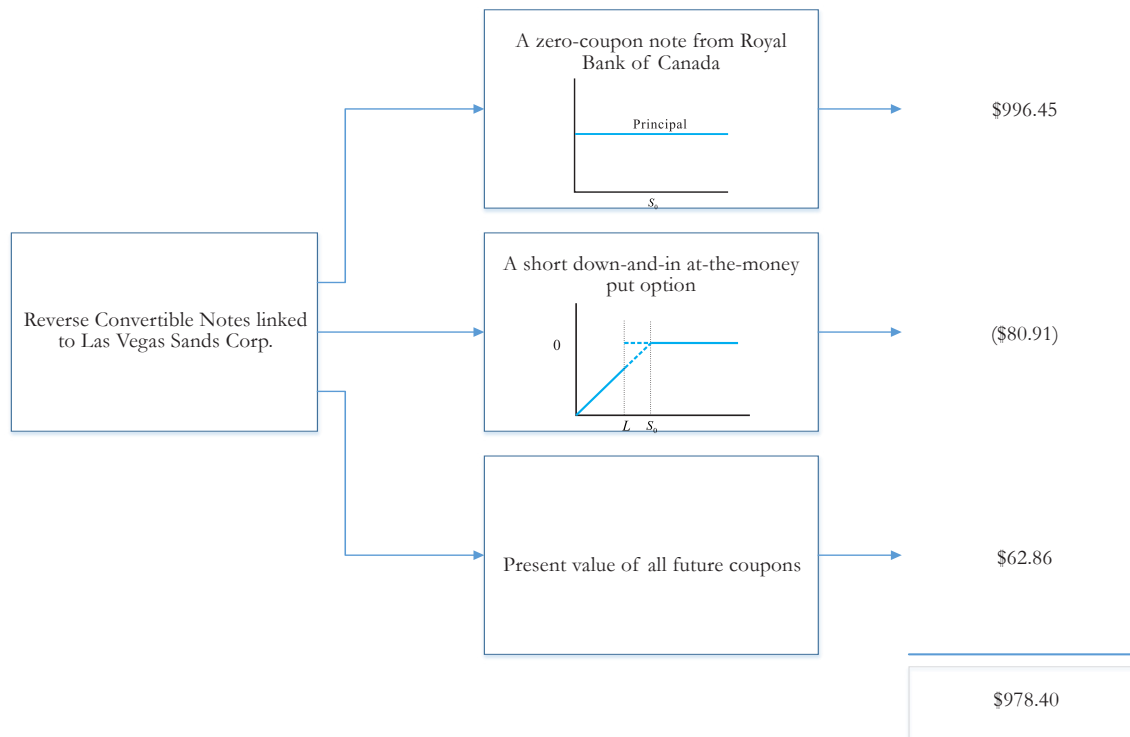 A zero-coupon note from Royal
Bank of Canada
Principal
S₀
$996.45
Reverse Convertible Notes linked
to Las Vegas Sands Corp.
A short down-and-in at-the-money
put option
0
L S₀
($80.91)
Present value of all future coupons
$62.86
$978.40